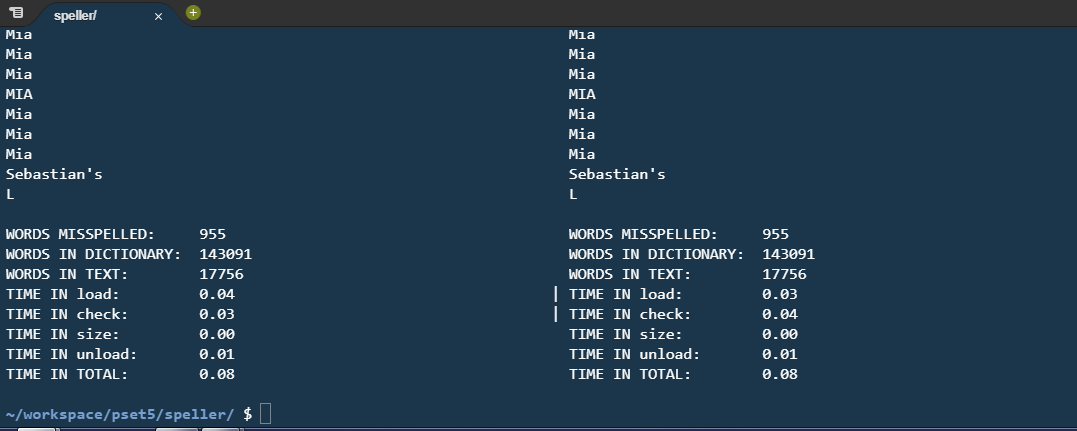 speller/
Mia Mia
Mia Mia
Mia Mia
MIA MIA
Mia Mia
Mia Mia
Mia Mia
Sebastian's Sebastian's
L L
WORDS MISSPELLED: 955 WORDS MISSPELLED: 955
WORDS IN DICTIONARY: 143091 WORDS IN DICTIONARY: 143091
WORDS IN TEXT: 17756 WORDS IN TEXT: 17756
TIME IN load: 0.04 | TIME IN load: 0.03
TIME IN check: 0.03 | TIME IN check: 0.04
TIME IN size: 0.00 TIME IN size: 0.00
TIME IN unload: 0.01 TIME IN unload: 0.01
TIME IN TOTAL: 0.08 TIME IN TOTAL: 0.08
~/workspace/pset5/speller/ $